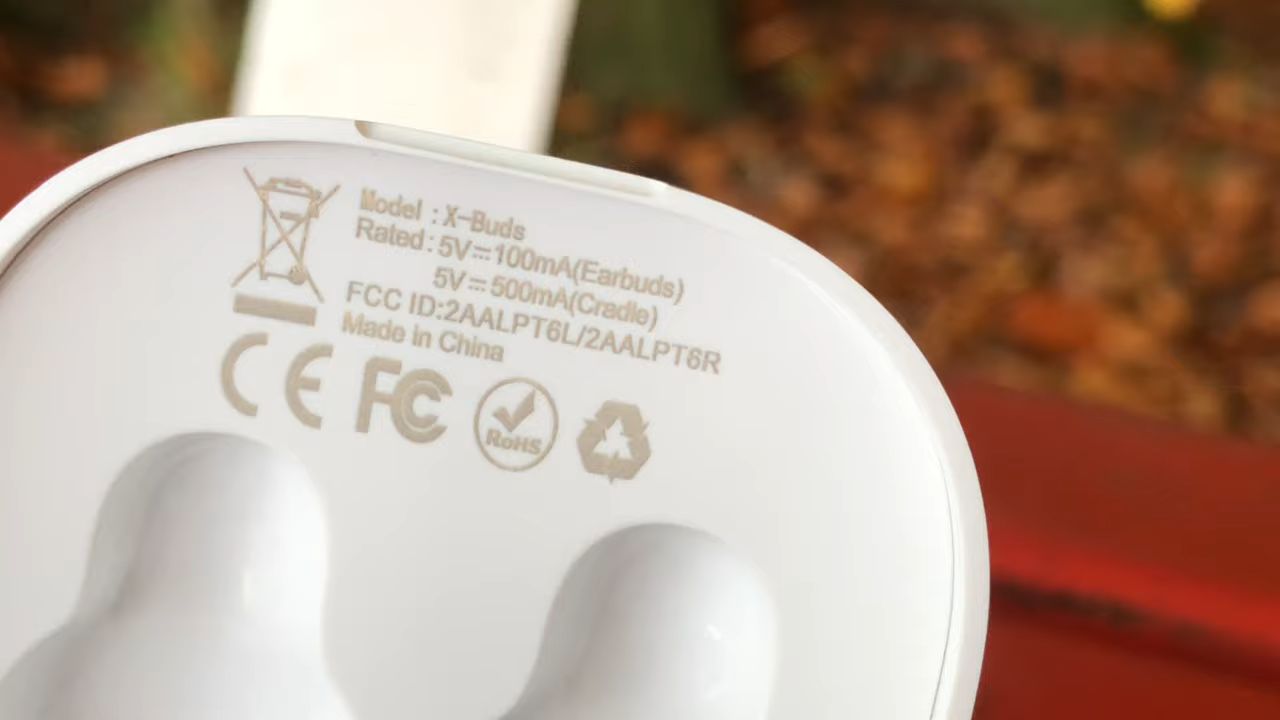 Model : X-Buds
Rated : 5V⎓100mA(Earbuds)
5V⎓500mA(Cradle)
FCC ID:2AALPT6L/2AALPT6R
Made in China
CE FC RoHS